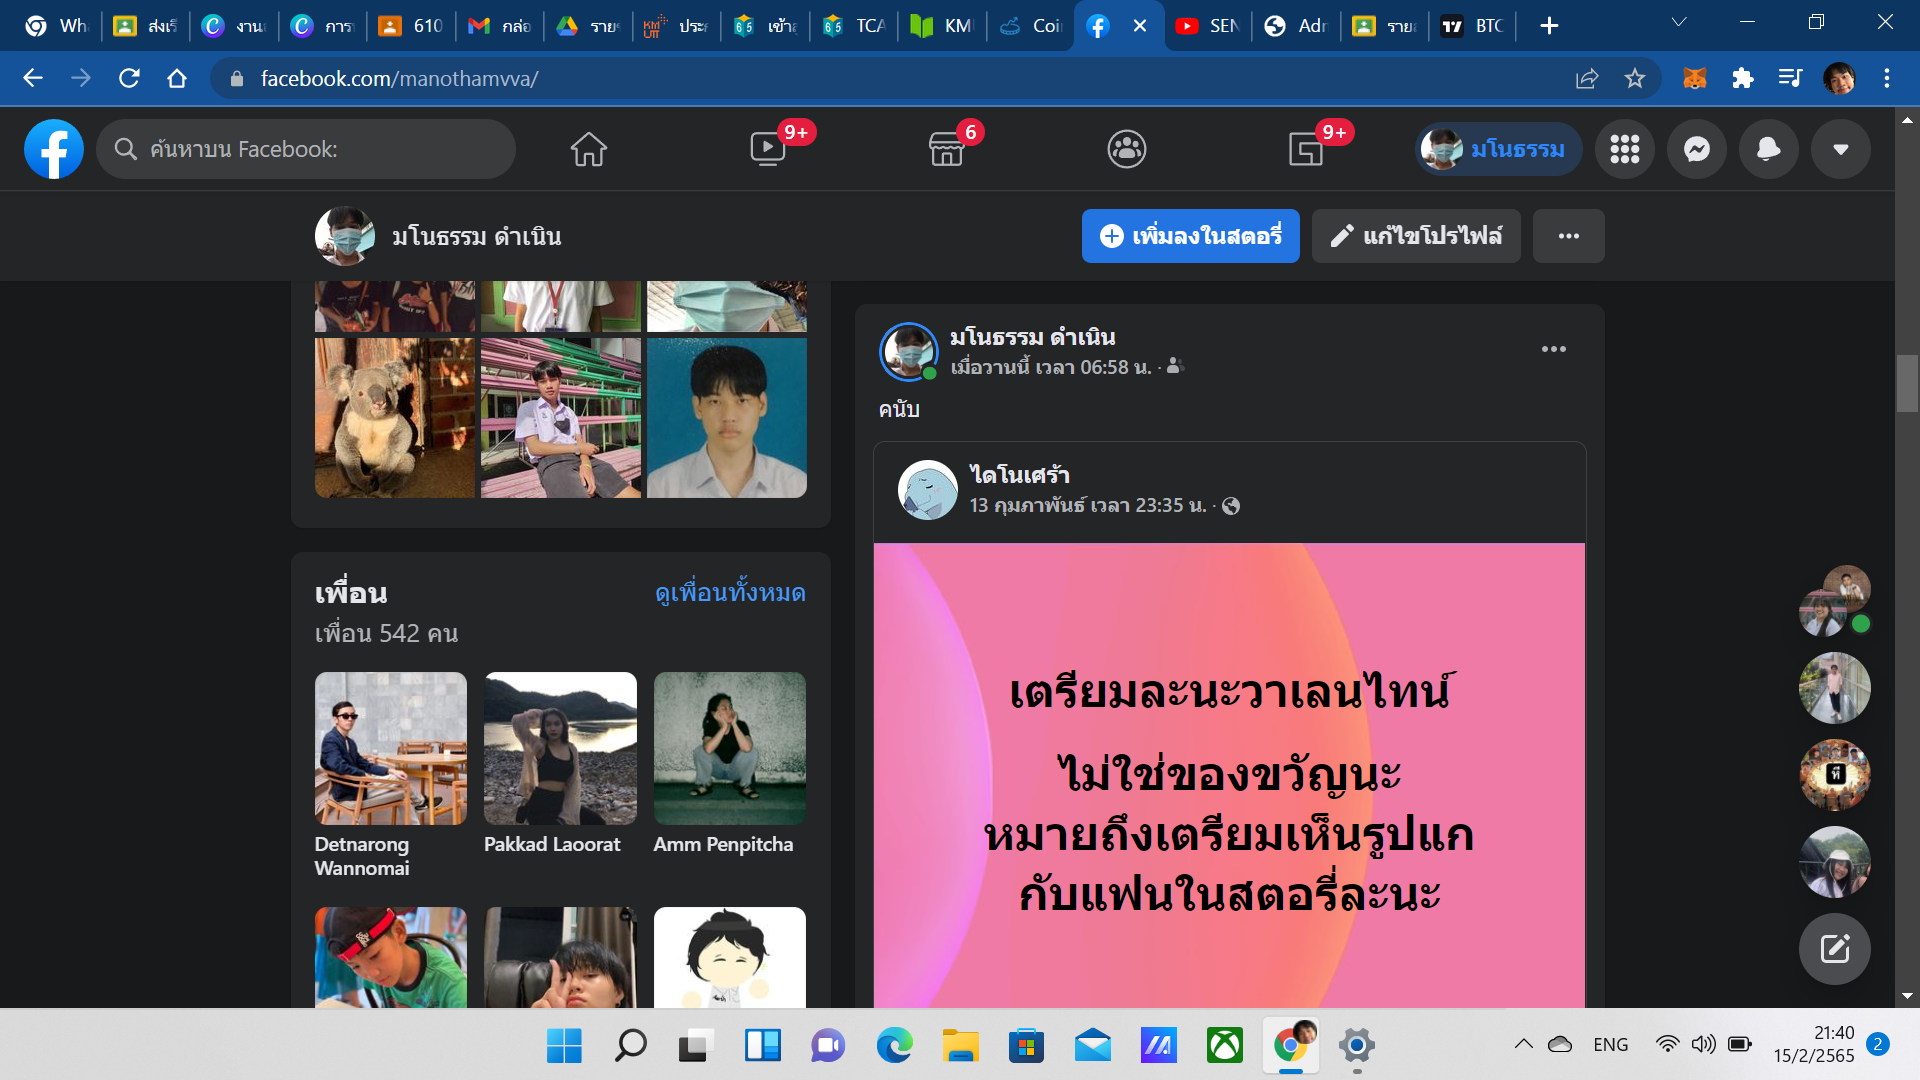 Wh
ส่งเรื
งานเ
การ
610
กล่อ
ราย
ประ
เข้าสุ
TCA
KM
Coi
SEN
Adr
ราย
BTC
facebook.com/manothamvva/
ค้นหาบน Facebook:
9+
6
9+
มโนธรรม
มโนธรรม ดำเนิน
เพิ่มลงในสตอรี่
แก้ไขโปรไฟล์
มโนธรรม ดำเนิน
เมื่อวานนี้ เวลา 06:58 น.
คนับ
ไดโนเศร้า
13 กุมภาพันธ์ เวลา 23:35 น.
เตรียมละนะวาเลนไทน์
ไม่ใช่ของขวัญนะ
หมายถึงเตรียมเห็นรูปแก
กับแฟนในสตอรี่ละนะ
เพื่อน
ดูเพื่อนทั้งหมด
เพื่อน 542 คน
Detnarong
Wannomai
Pakkad Laoorat
Amm Penpitcha
ที
ENG
21:40
15/2/2565
2